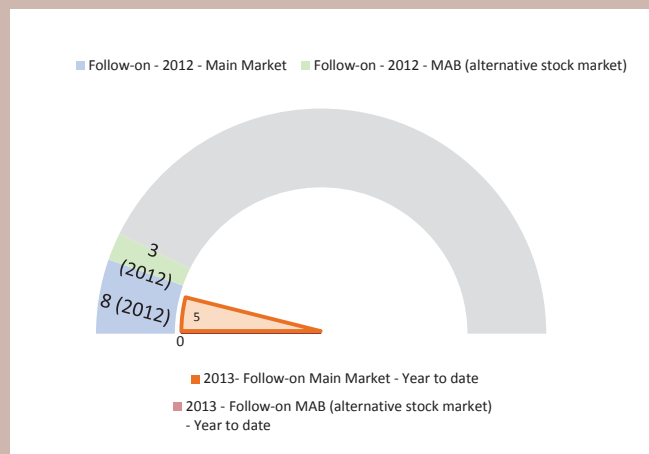 Follow-on - 2012 - Main Market
Follow-on - 2012 - MAB (alternative stock market)
3
(2012)
8 (2012)
5
0
2013- Follow-on Main Market - Year to date
2013 - Follow-on MAB (alternative stock market)
- Year to date